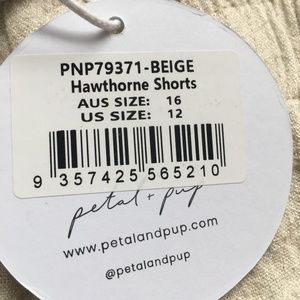 PNP79371-BEIGE
Hawthorne Shorts
AUS SIZE: 16
US SIZE: 12
9 357425 565210
petal + pup
www.petalandpup.com
@petalandpup